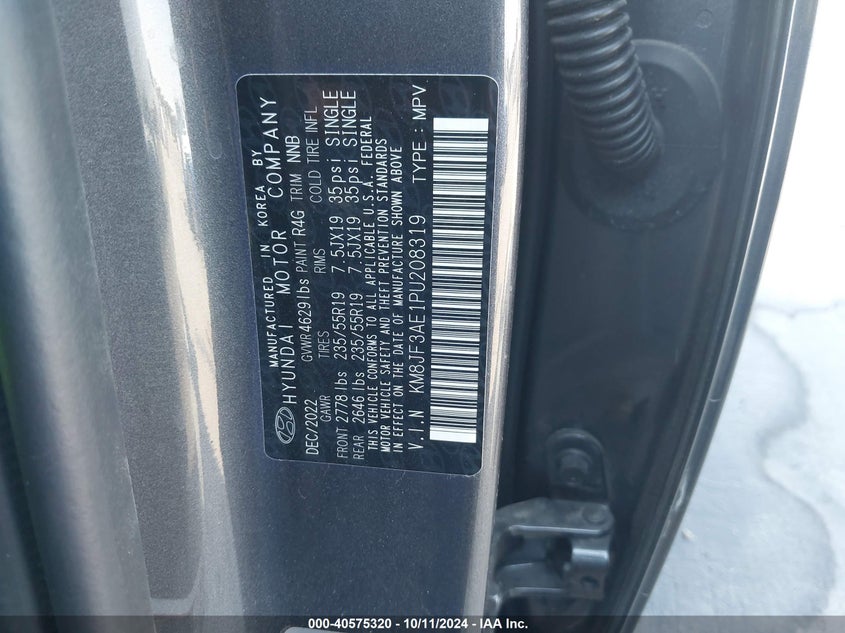 MANUFACTURED IN KOREA BY
HYUNDAI MOTOR COMPANY
DEC/2022 GVWR 4629 lbs PAINT R4G TRIM NNB
GAWR TIRES RIMS COLD TIRE INFL
FRONT 2778 lbs 235/55R19 7.5JX19 35psi SINGLE
REAR 2646 lbs 235/55R19 7.5JX19 35psi SINGLE
THIS VEHICLE CONFORMS TO ALL APPLICABLE U.S.A. FEDERAL
MOTOR VEHICLE SAFETY AND THEFT PREVENTION STANDARDS
IN EFFECT ON THE DATE OF MANUFACTURE SHOWN ABOVE
V.I.N KM8JF3AE1PU208319 TYPE : MPV
000-40575320 - 10/11/2024 - IAA Inc.